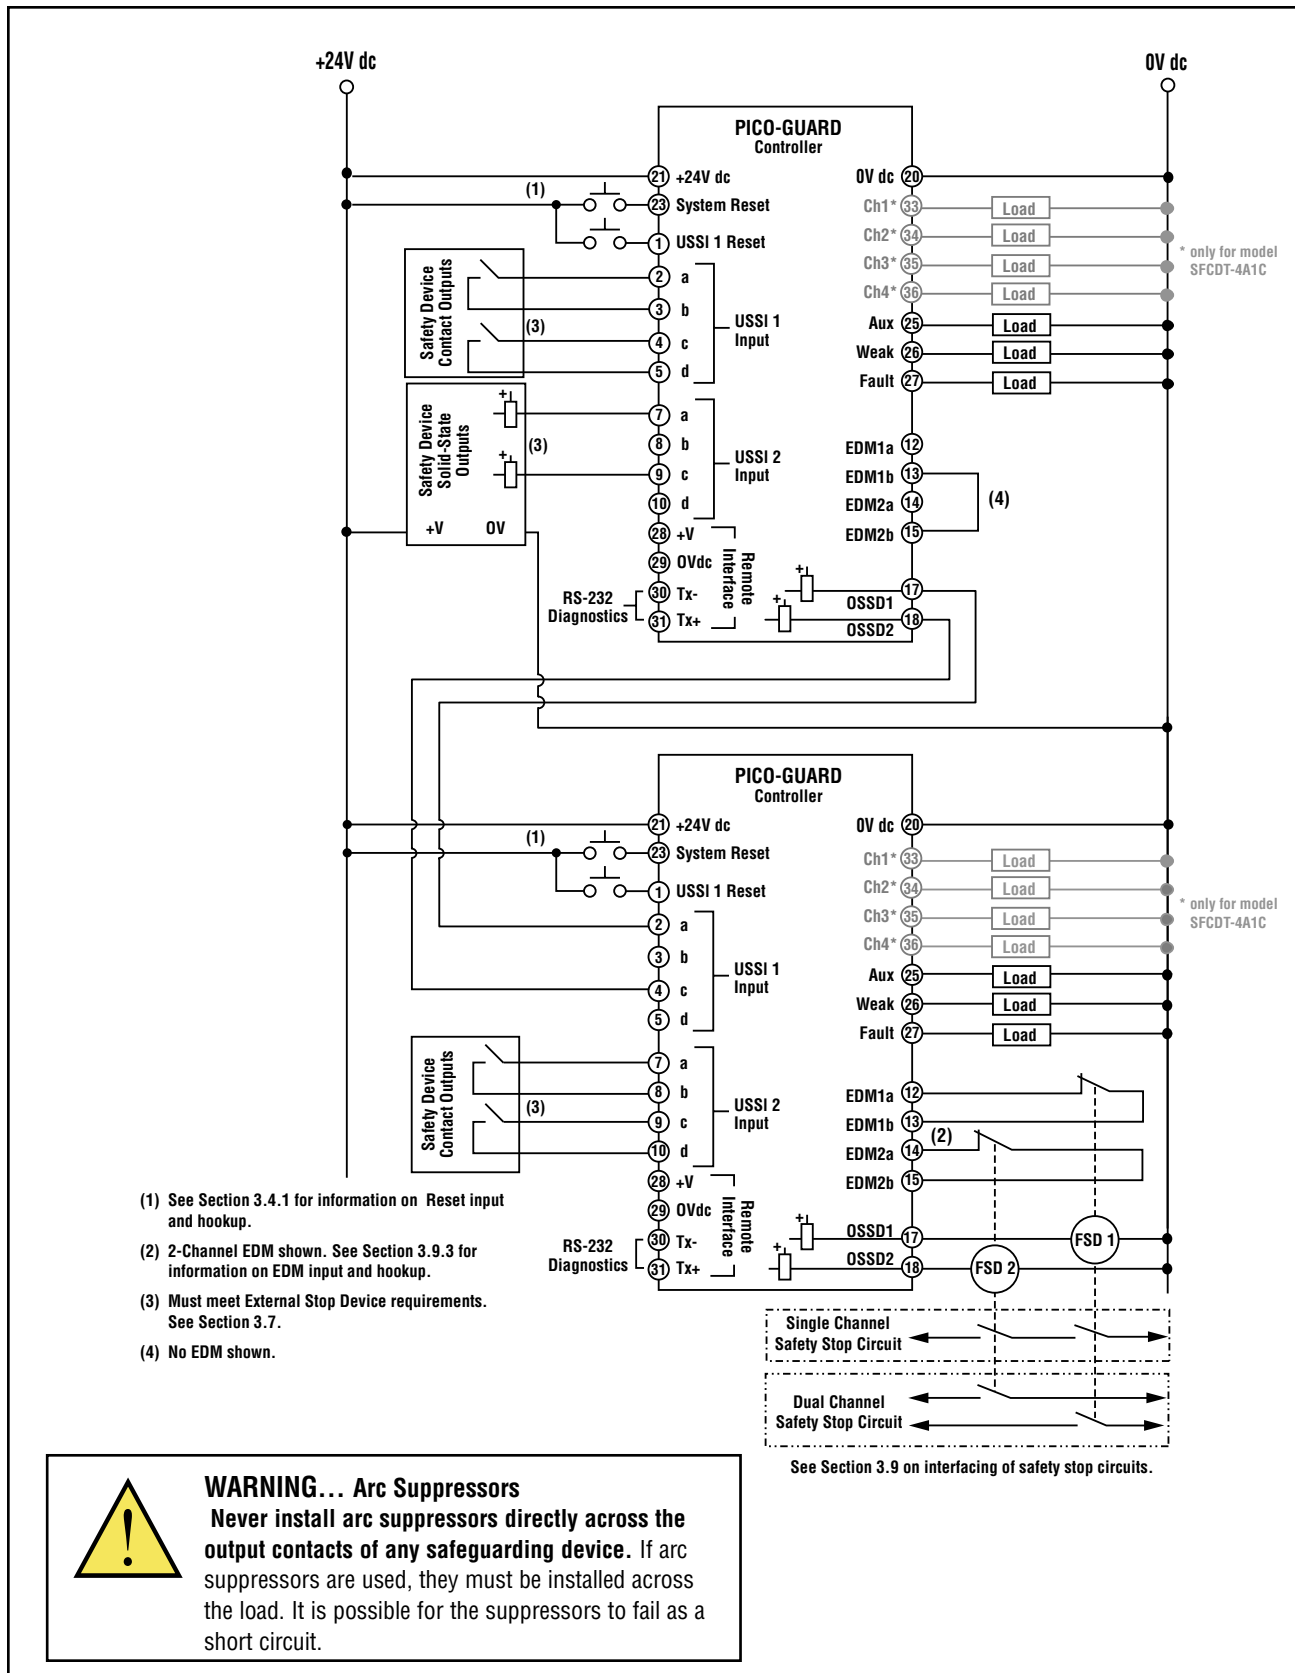 +24V dc
0V dc
PICO-GUARD
Controller
21 +24V dc
0V dc 20
(1)
23 System Reset
Ch1* 33 Load
1 USSI 1 Reset
Ch2* 34 Load
* only for model
SFCDT-4A1C
Safety Device
Contact Outputs
(3)
2 a
3 b
4 c
5 d
USSI 1
Input
Ch3* 35 Load
Ch4* 36 Load
Aux 25 Load
Weak 26 Load
Fault 27 Load
Safety Device
Solid-State
Outputs
+
+
(3)
+V 0V
7 a
8 b
9 c
10 d
USSI 2
Input
EDM1a 12
EDM1b 13
EDM2a 14
EDM2b 15
(4)
28 +V
29 0Vdc
30 Tx-
31 Tx+
Remote
Interface
RS-232
Diagnostics
+
17
OSSD1
+
18
OSSD2
PICO-GUARD
Controller
21 +24V dc
0V dc 20
(1)
23 System Reset
Ch1* 33 Load
1 USSI 1 Reset
Ch2* 34 Load
* only for model
SFCDT-4A1C
2 a
3 b
4 c
5 d
USSI 1
Input
Ch3* 35 Load
Ch4* 36 Load
Aux 25 Load
Weak 26 Load
Fault 27 Load
Safety Device
Contact Outputs
(3)
7 a
8 b
9 c
10 d
USSI 2
Input
EDM1a 12
EDM1b 13
(2)
EDM2a 14
EDM2b 15
28 +V
29 0Vdc
30 Tx-
31 Tx+
Remote
Interface
RS-232
Diagnostics
+
OSSD1 17
FSD 1
+
OSSD2 18
FSD 2
(1) See Section 3.4.1 for information on Reset input
and hookup.
(2) 2-Channel EDM shown. See Section 3.9.3 for
information on EDM input and hookup.
(3) Must meet External Stop Device requirements.
See Section 3.7.
(4) No EDM shown.
Single Channel
Safety Stop Circuit
Dual Channel
Safety Stop Circuit
See Section 3.9 on interfacing of safety stop circuits.
!
WARNING... Arc Suppressors
Never install arc suppressors directly across the
output contacts of any safeguarding device. If arc
suppressors are used, they must be installed across
the load. It is possible for the suppressors to fail as a
short circuit.